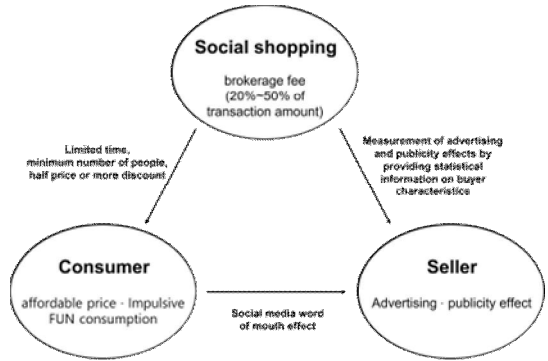 Social shopping
brokerage fee
(20%~50% of
transaction amount)
Limited time,
minimum number of people,
half price or more discount
Measurement of advertising
and publicity effects by
providing statistical
information on buyer
characteristics
Consumer
affordable price · Impulsive
FUN consumption
Social media word
of mouth effect
Seller
Advertising · publicity effect